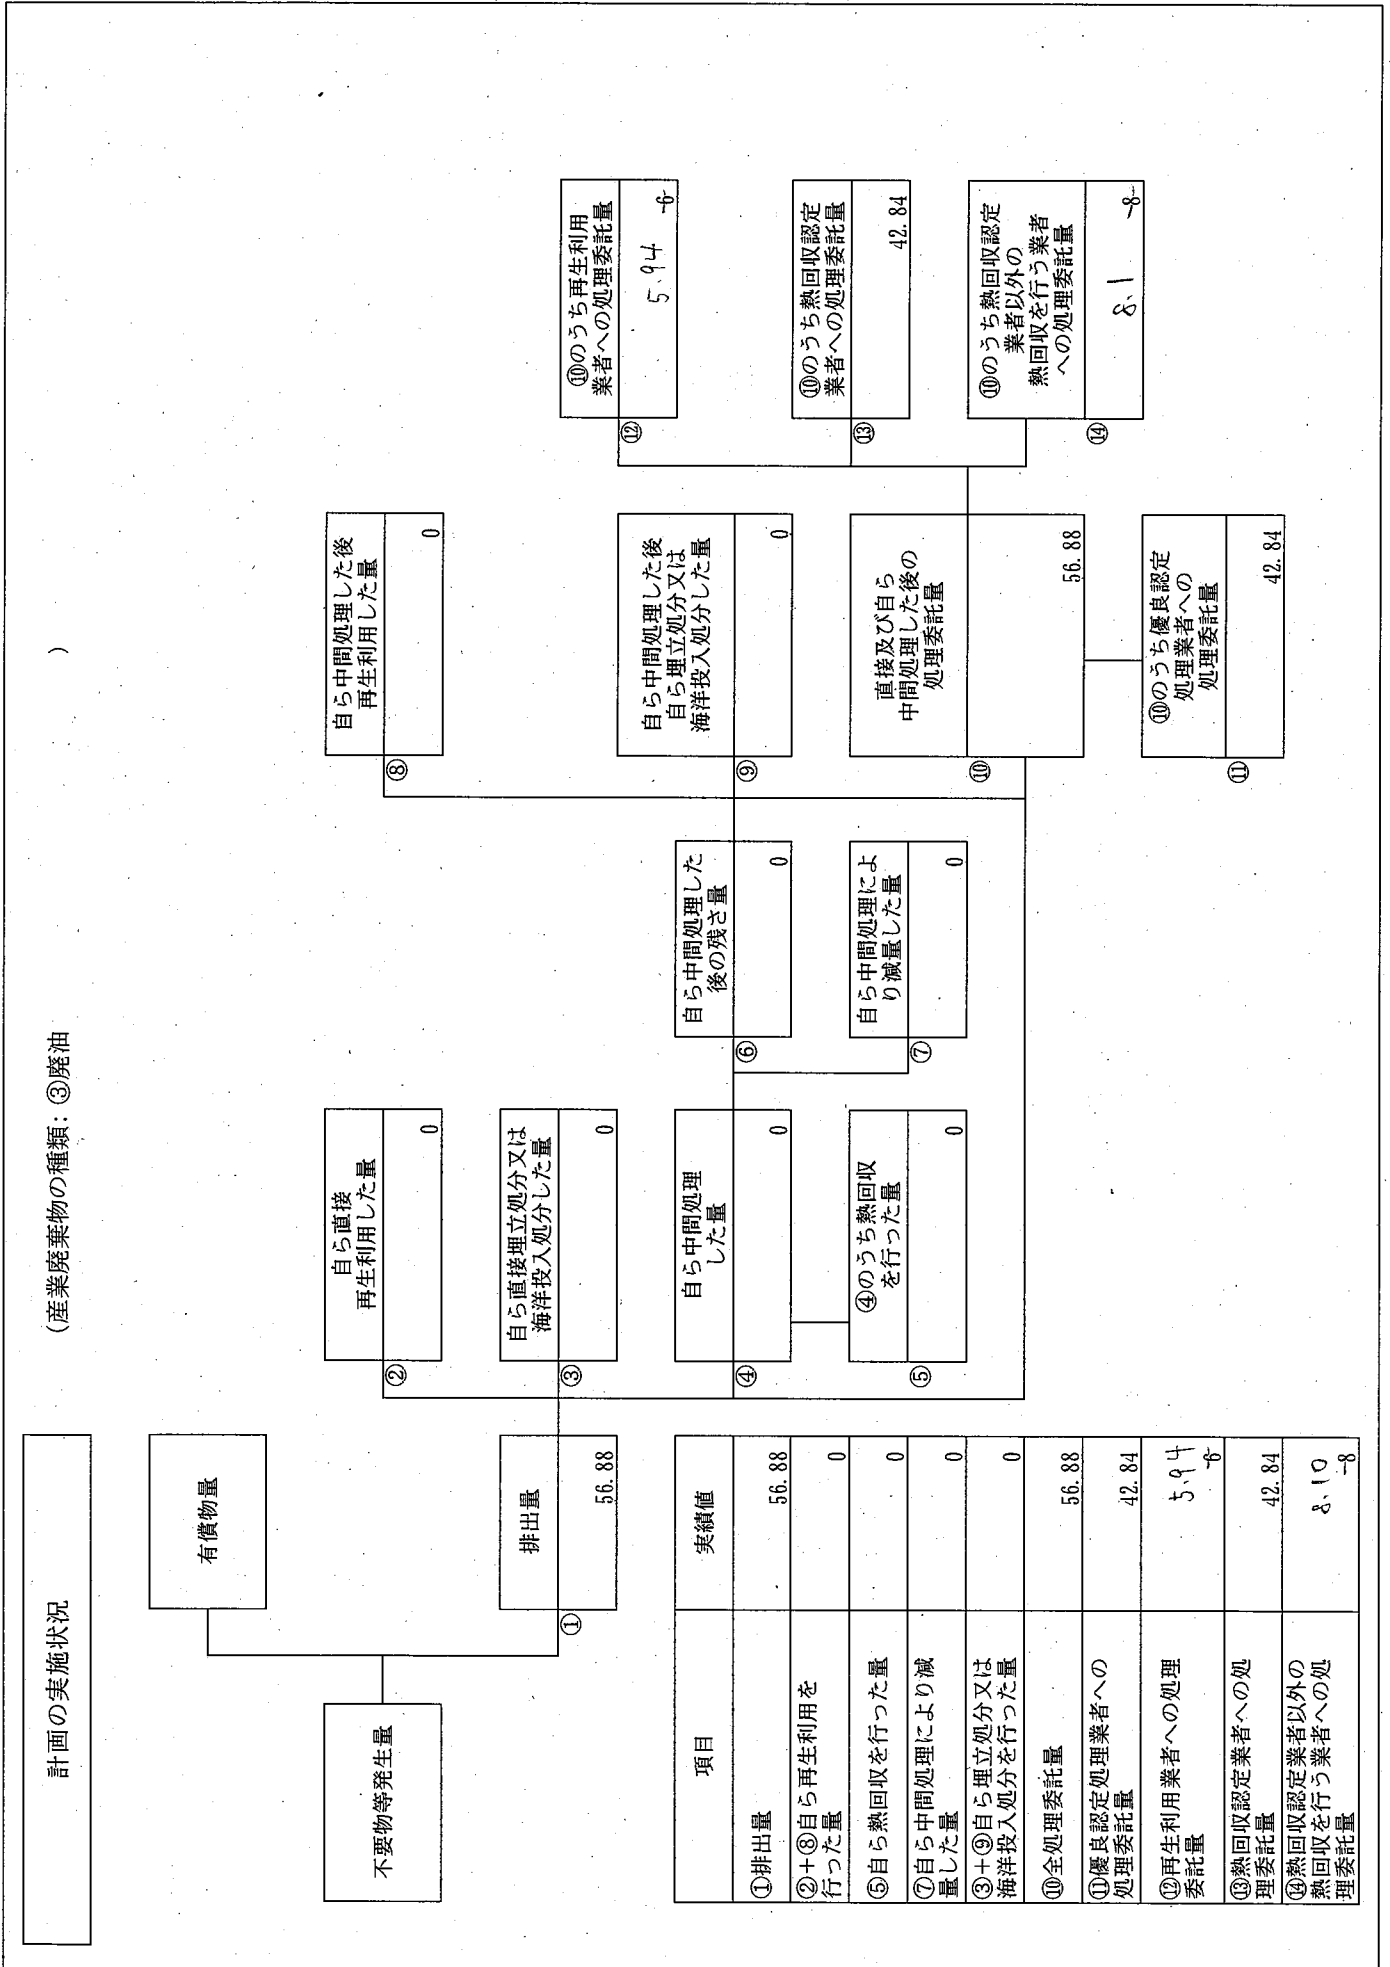 計画の実施状況
(産業廃棄物の種類:③廃油
)
不要物等発生量
有償物量
①
排出量
56.88
②
自ら直接
再生利用した量
0
③
自ら直接埋立処分又は
海洋投入処分した量
0
④
自ら中間処理
した量
0
⑤
④のうち熱回収
を行った量
0
⑥
自ら中間処理した
後の残さ量
0
⑦
自ら中間処理によ
り減量した量
0
⑧
自ら中間処理した後
再生利用した量
0
⑨
自ら中間処理した後
自ら埋立処分又は
海洋投入処分した量
0
⑩
直接及び自ら
中間処理した後の
処理委託量
56.88
⑪
⑩のうち優良認定
処理業者への
処理委託量
42.84
⑫
⑩のうち再生利用
業者への処理委託量
5.94 6
⑬
⑩のうち熱回収認定
業者への処理委託量
42.84
⑭
⑩のうち熱回収認定
業者以外の
熱回収を行う業者
への処理委託量
8.1 8
項目 実績値
①排出量 56.88
②+⑧自ら再生利用を
行った量 0
⑤自ら熱回収を行った量 0
⑦自ら中間処理により減
量した量 0
③+⑨自ら埋立処分又は
海洋投入処分を行った量 0
⑩全処理委託量 56.88
⑪優良認定処理業者への
処理委託量 42.84
⑫再生利用業者への処理
委託量 5.94 6
⑬熱回収認定業者への処
理委託量 42.84
⑭熱回収認定業者以外の
熱回収を行う業者への処
理委託量 8.10 8